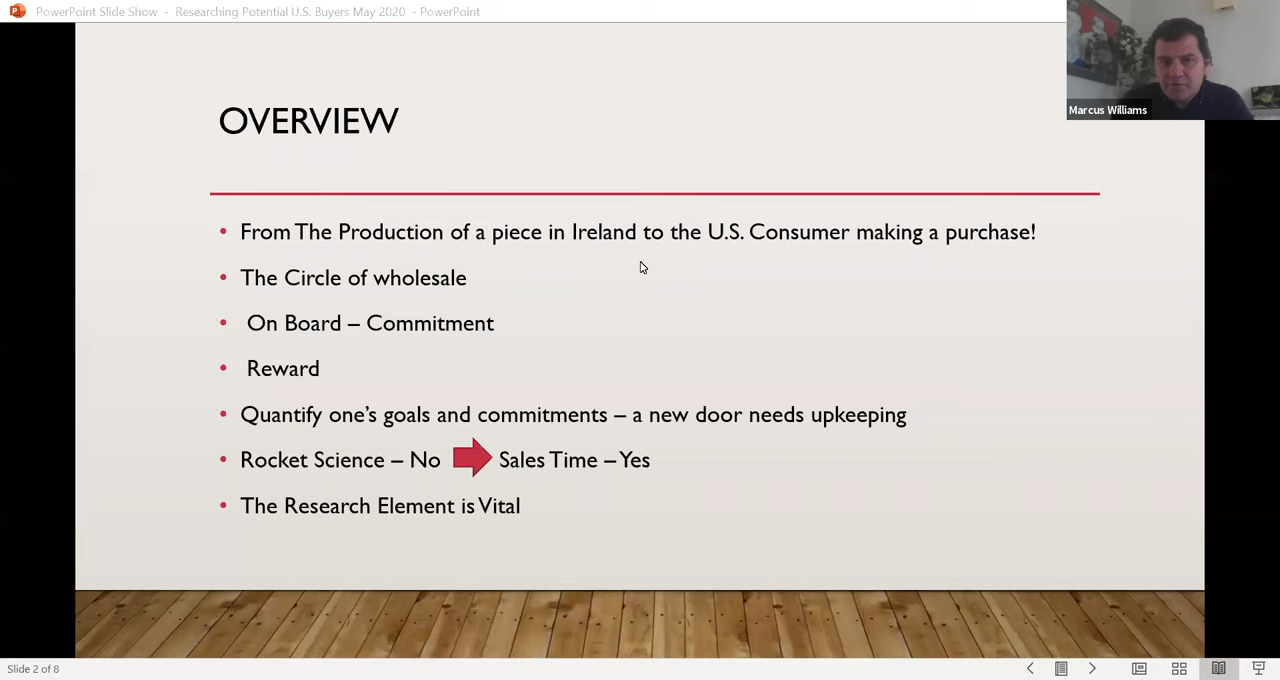 PowerPoint Slide Show - Researching Potential U.S. Buyers May 2020 - PowerPoint
Marcus Williams
OVERVIEW
• From The Production of a piece in Ireland to the U.S. Consumer making a purchase!
• The Circle of wholesale
• On Board – Commitment
• Reward
• Quantify one’s goals and commitments – a new door needs upkeeping
• Rocket Science – No Sales Time – Yes
• The Research Element is Vital
Slide 2 of 8